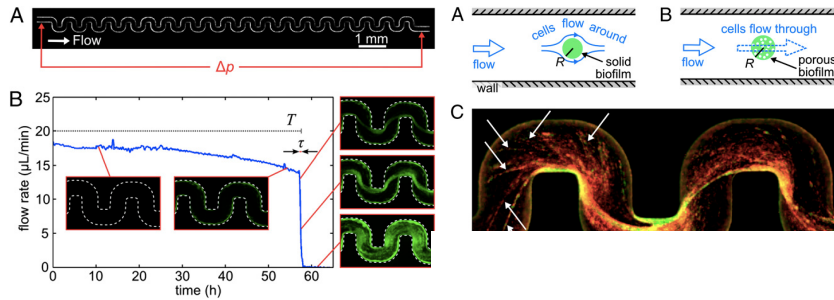 A
Flow
1 mm
Δp
B
flow rate (µL/min)
25
20
15
10
5
0
T
τ
0 10 20 30 40 50 60
time (h)
A
cells flow around
flow
R
solid
biofilm
wall
B
cells flow through
flow
R
porous
biofilm
C